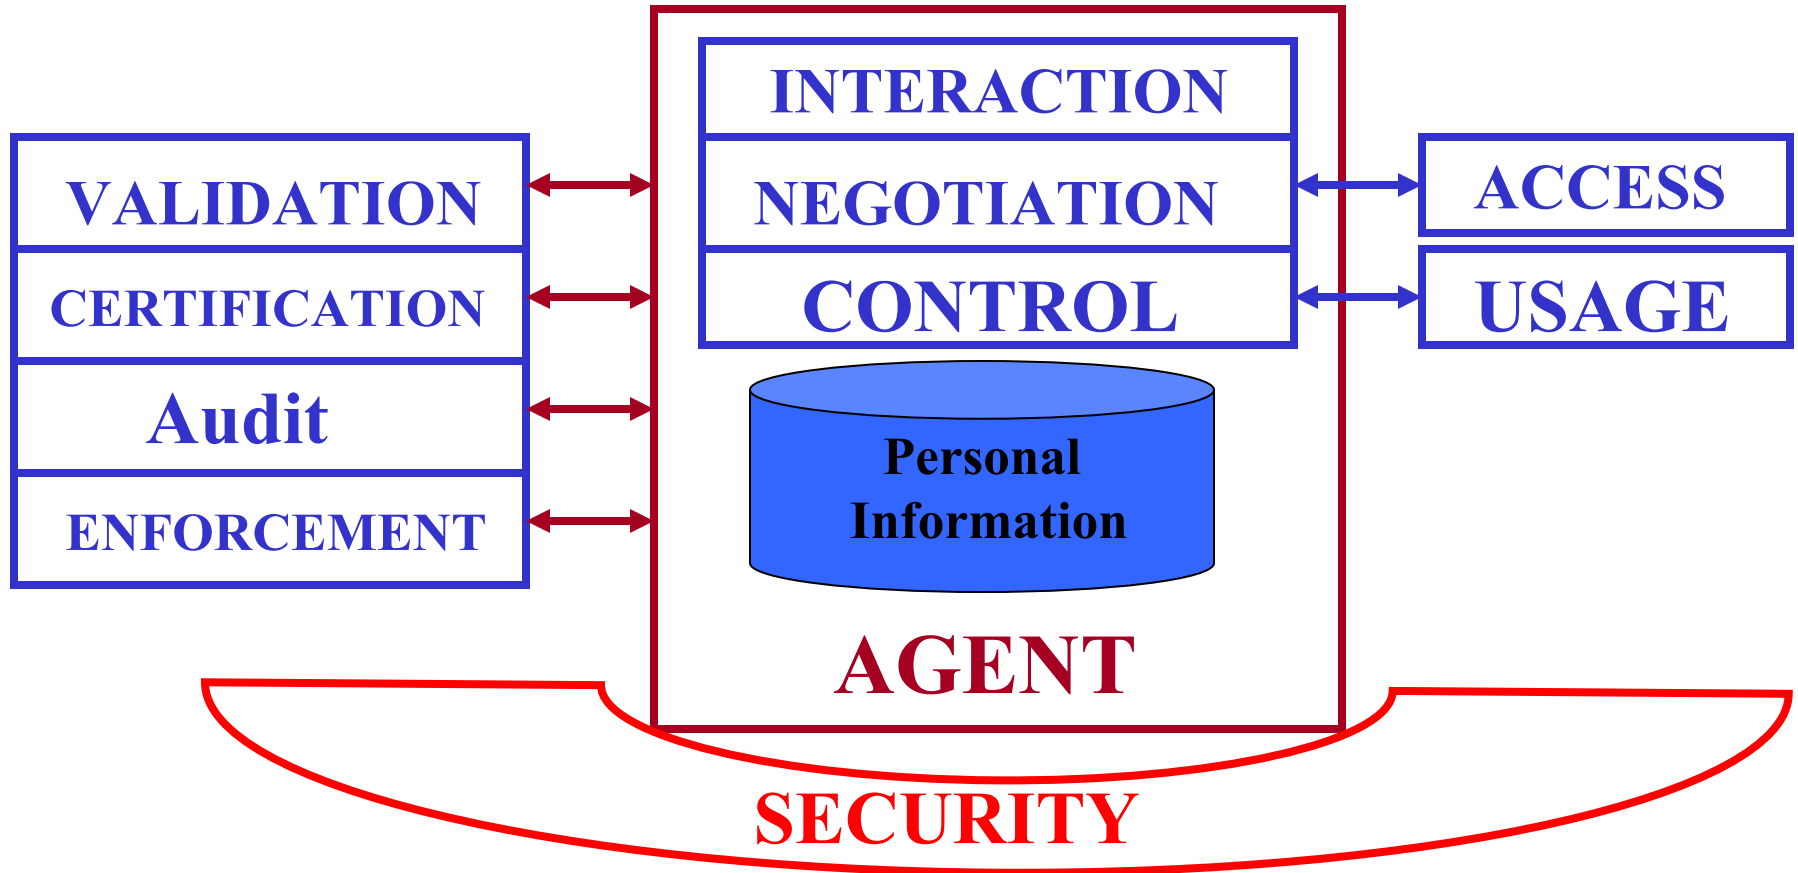 INTERACTION
VALIDATION
NEGOTIATION
ACCESS
CERTIFICATION
CONTROL
USAGE
Audit
Personal
Information
ENFORCEMENT
AGENT
SECURITY